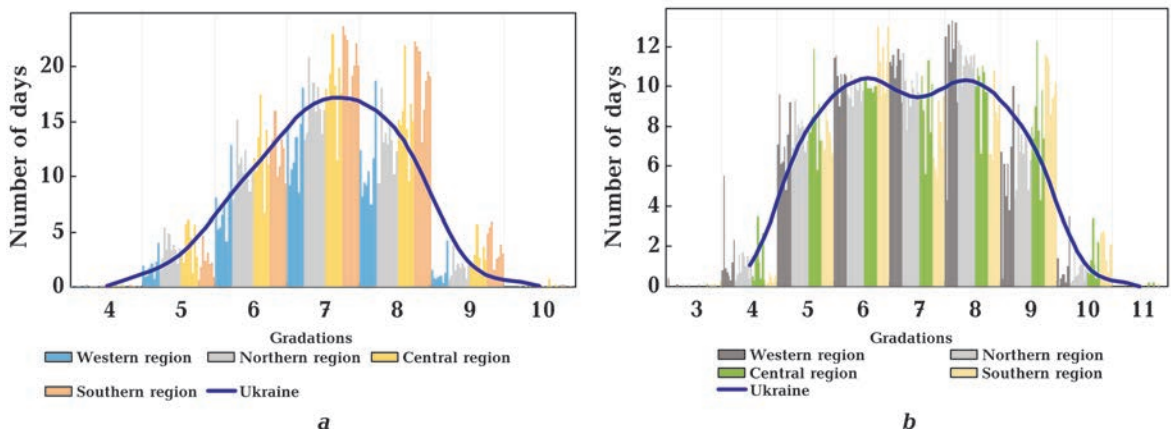 Number of days
20
15
10
5
0
4 5 6 7 8 9 10
Gradations
Western region Northern region Central region
Southern region Ukraine
a
Number of days
12
10
8
6
4
2
0
3 4 5 6 7 8 9 10 11
Gradations
Western region Northern region
Central region Southern region
Ukraine
b